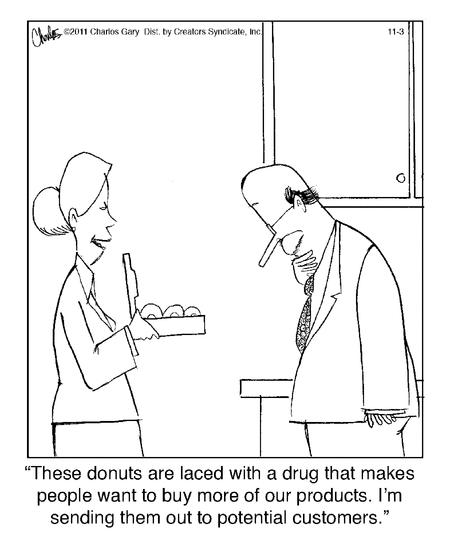 Charles ©2011 Charlos Gary Dist. by Creators Syndicate, Inc. 11-3
“These donuts are laced with a drug that makes
people want to buy more of our products. I’m
sending them out to potential customers.”